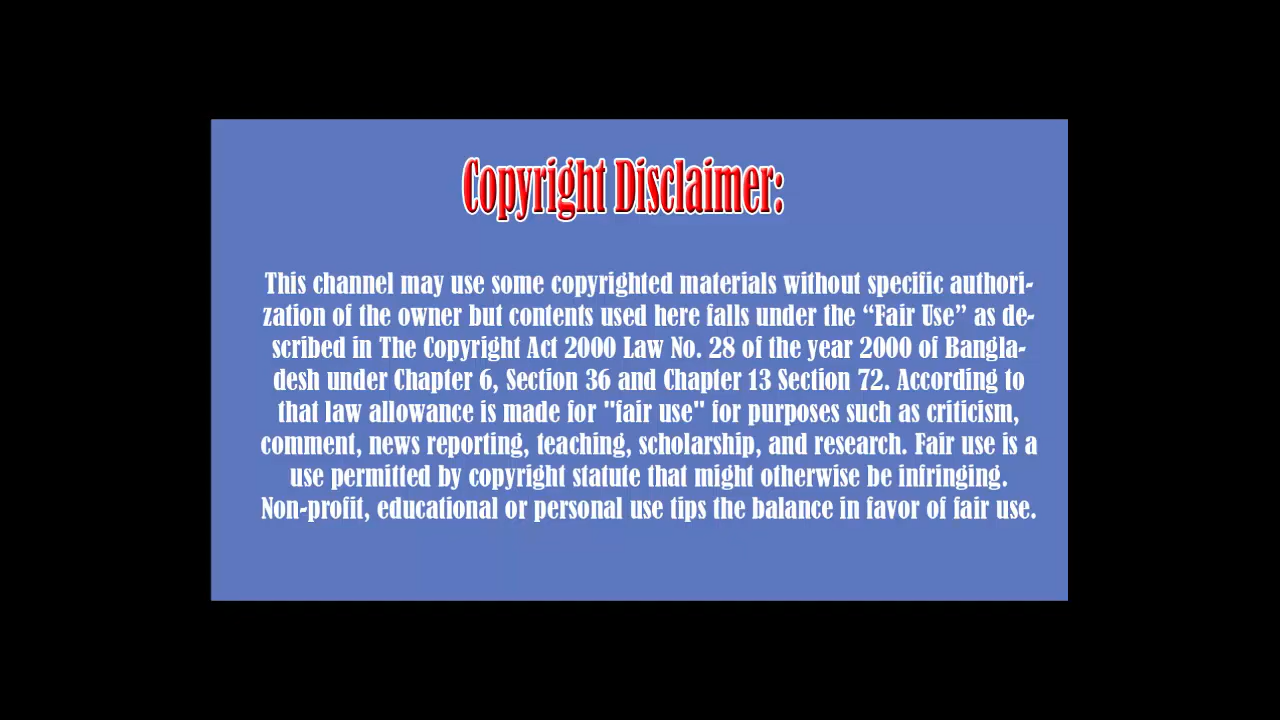 Copyright Disclaimer:
This channel may use some copyrighted materials without specific authori-
zation of the owner but contents used here falls under the “Fair Use” as de-
scribed in The Copyright Act 2000 Law No. 28 of the year 2000 of Bangla-
desh under Chapter 6, Section 36 and Chapter 13 Section 72. According to
that law allowance is made for "fair use" for purposes such as criticism,
comment, news reporting, teaching, scholarship, and research. Fair use is a
use permitted by copyright statute that might otherwise be infringing.
Non-profit, educational or personal use tips the balance in favor of fair use.